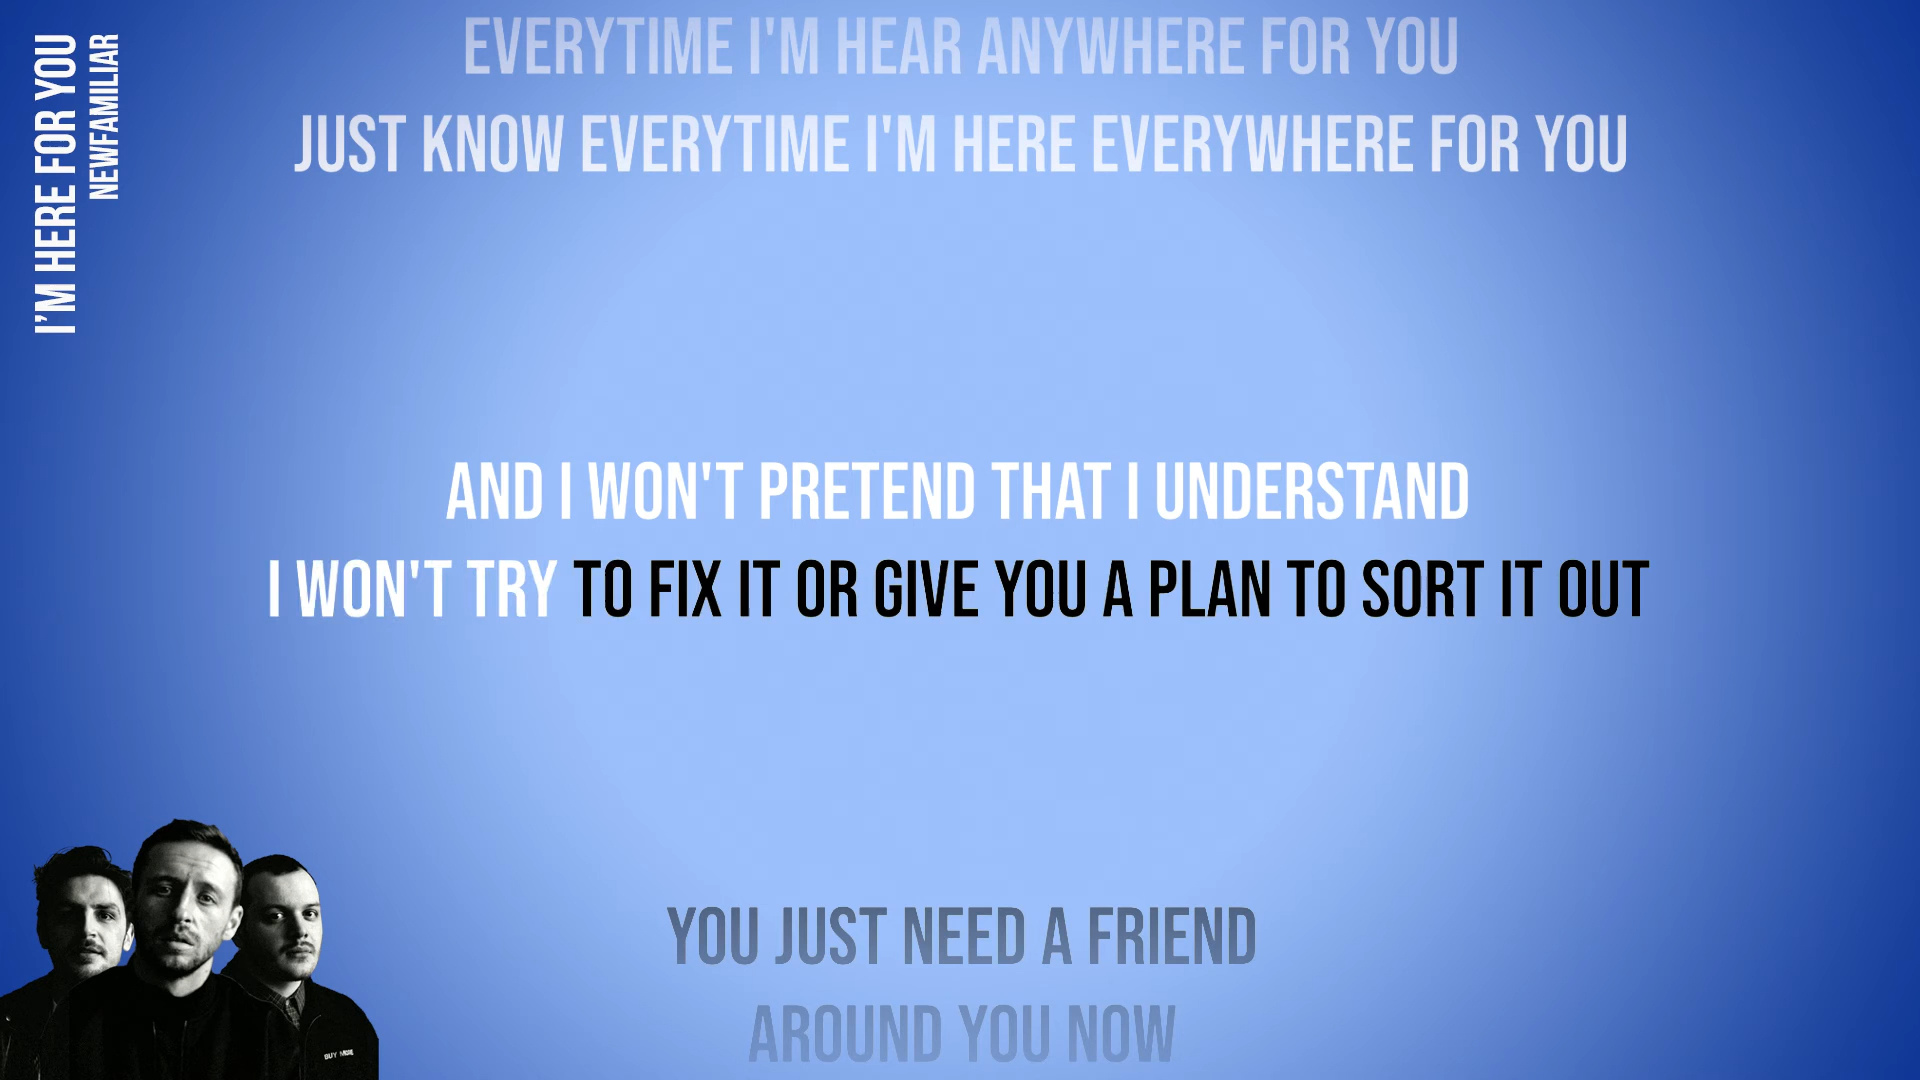 I'M HERE FOR YOU
NEWFAMILIAR
EVERYTIME I'M HEAR ANYWHERE FOR YOU
JUST KNOW EVERYTIME I'M HERE EVERYWHERE FOR YOU
AND I WON'T PRETEND THAT I UNDERSTAND
I WON'T TRY TO FIX IT OR GIVE YOU A PLAN TO SORT IT OUT
YOU JUST NEED A FRIEND
AROUND YOU NOW
BUY MORE